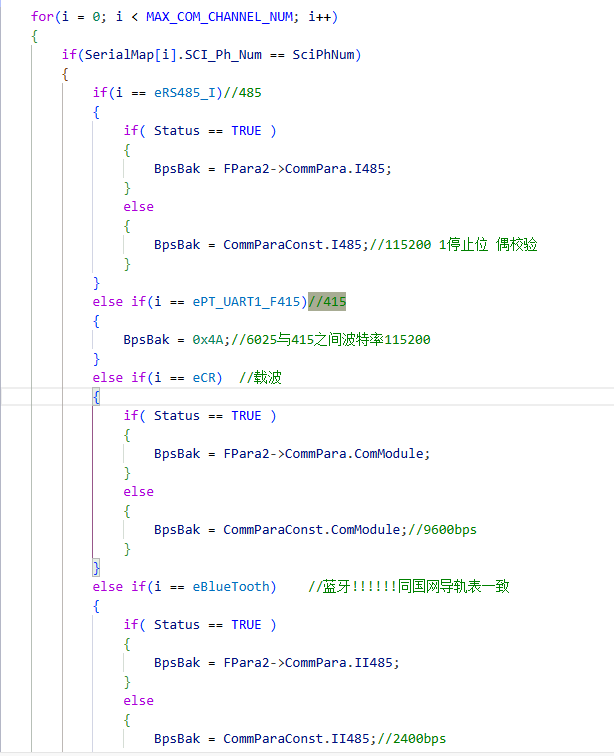 for(i = 0; i < MAX_COM_CHANNEL_NUM; i++)
{
if(SerialMap[i].SCI_Ph_Num == SciPhNum)
{
if(i == eRS485_I)//485
{
if( Status == TRUE )
{
BpsBak = FPara2->CommPara.I485;
}
else
{
BpsBak = CommParaConst.I485;//115200 1停止位 偶校验
}
}
else if(i == ePT_UART1_F415)//415
{
BpsBak = 0x4A;//6025与415之间波特率115200
}
else if(i == eCR)  //载波
{
if( Status == TRUE )
{
BpsBak = FPara2->CommPara.ComModule;
}
else
{
BpsBak = CommParaConst.ComModule;//9600bps
}
}
else if(i == eBlueTooth)    //蓝牙!!!!!!同国网导轨表一致
{
if( Status == TRUE )
{
BpsBak = FPara2->CommPara.II485;
}
else
{
BpsBak = CommParaConst.II485;//2400bps